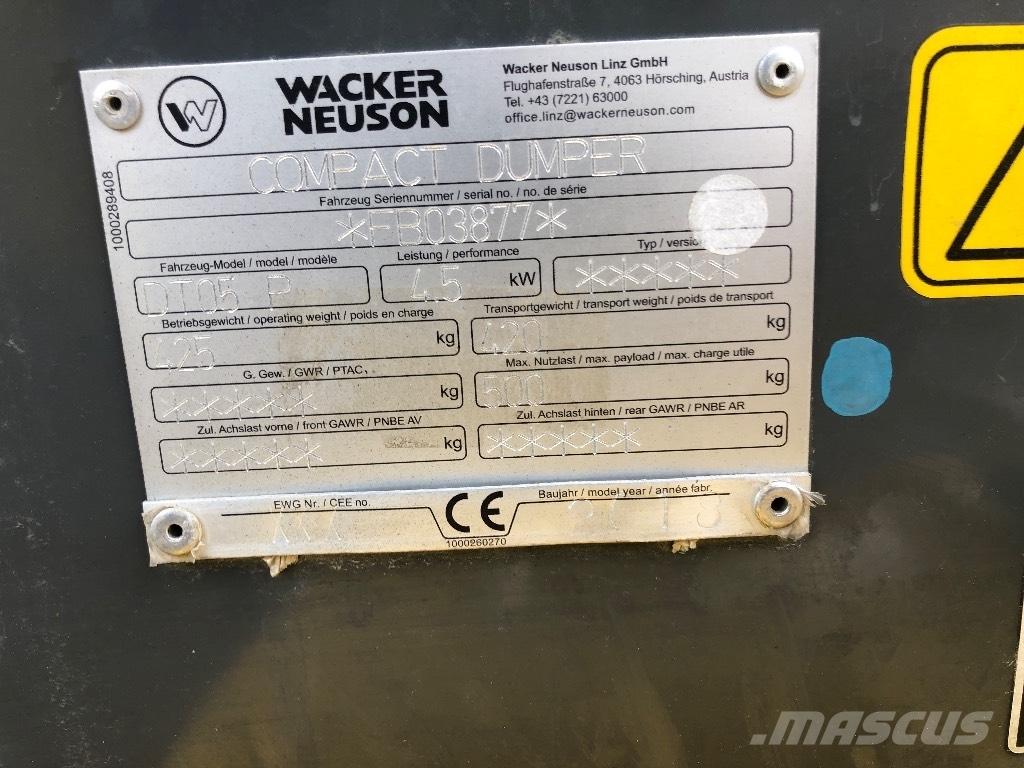 WACKER
NEUSON
Wacker Neuson Linz GmbH
Flughafenstraße 7, 4063 Hörsching, Austria
Tel. +43 (7221) 63000
office.linz@wackerneuson.com
1000289408
COMPACT DUMPER
Fahrzeug Seriennummer / serial no. / no. de série
*FB03877*
Fahrzeug-Model / model / modèle
DT05 P
Leistung / performance
4.5 kW
Typ / versio
*****
Betriebsgewicht / operating weight / poids en charge
425 kg
Transportgewicht / transport weight / poids de transport
420 kg
G. Gew. / GWR / PTAC
***** kg
Max. Nutzlast / max. payload / max. charge utile
500 kg
Zul. Achslast vorne / front GAWR / PNBE AV
***** kg
Zul. Achslast hinten / rear GAWR / PNBE AR
***** kg
EWG Nr. / CEE no.
CE
1000260270
Baujahr / model year / année fabr.
MASCUS